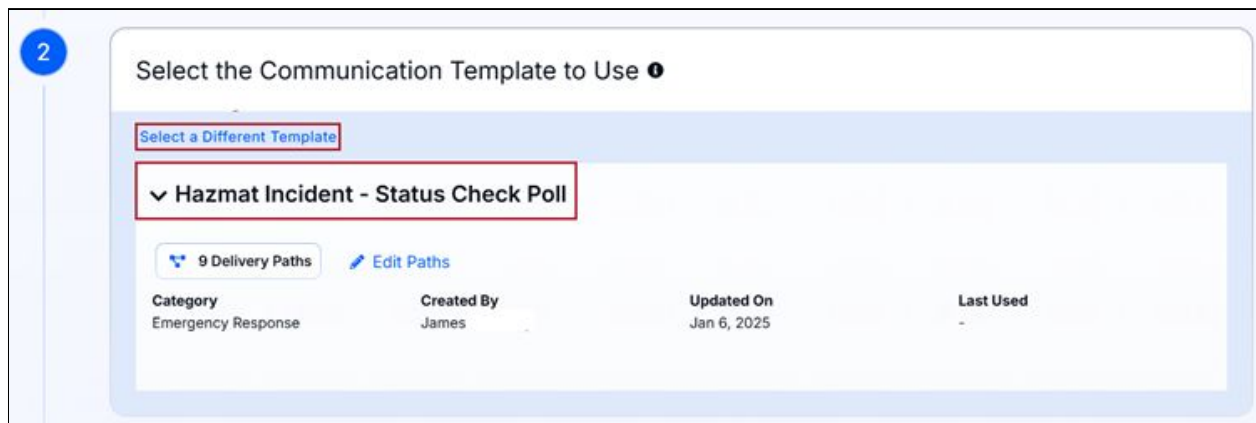 2
Select the Communication Template to Use
Select a Different Template
Hazmat Incident - Status Check Poll
9 Delivery Paths Edit Paths
Category Created By Updated On Last Used
Emergency Response James Jan 6, 2025 -